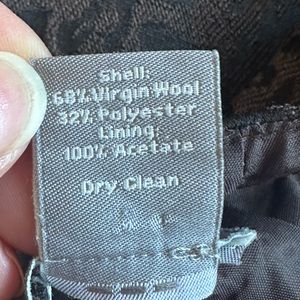 Shell:
68% Virgin Wool
32% Polyester
Lining:
100% Acetate
Dry Clean